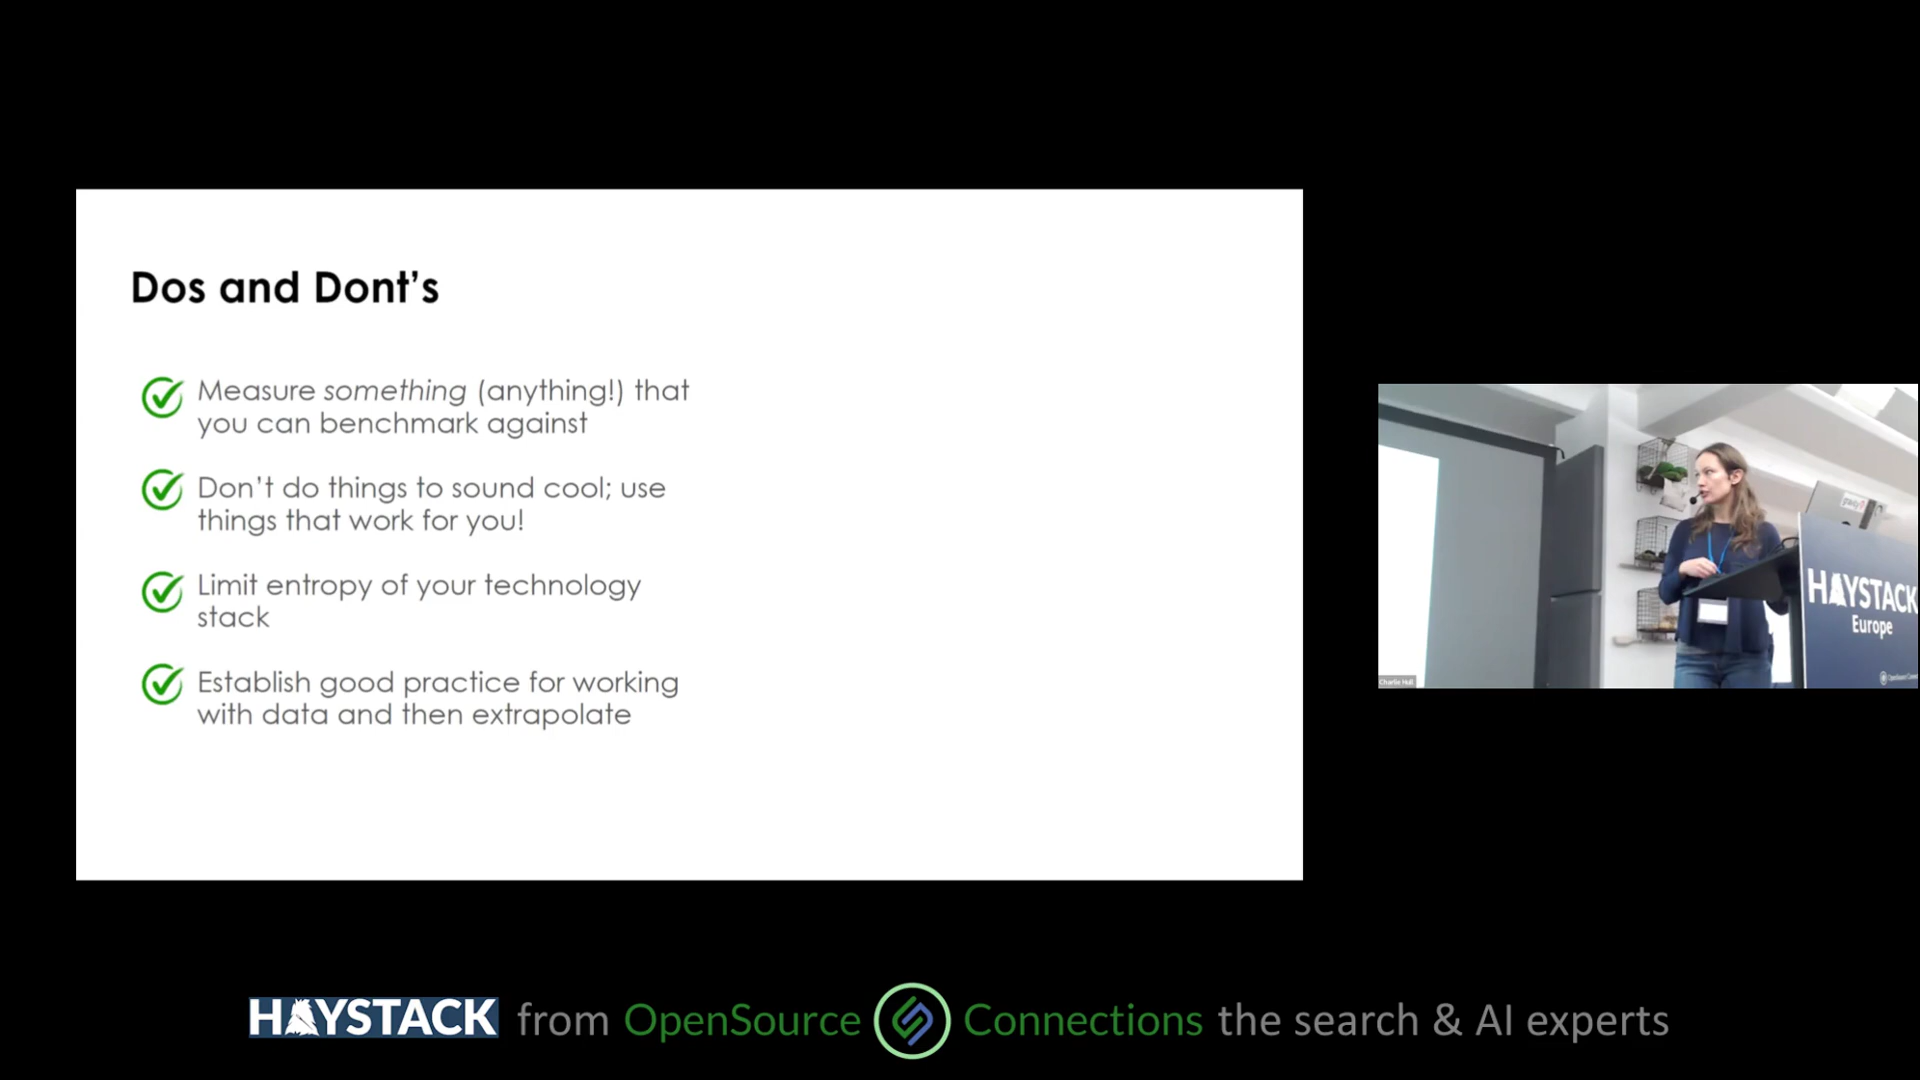 Dos and Dont's
Measure something (anything!) that
you can benchmark against
Don't do things to sound cool; use
things that work for you!
Limit entropy of your technology
stack
Establish good practice for working
with data and then extrapolate
HAYSTACK
Europe
Charlie Hull
HAYSTACK from OpenSource Connections the search & AI experts